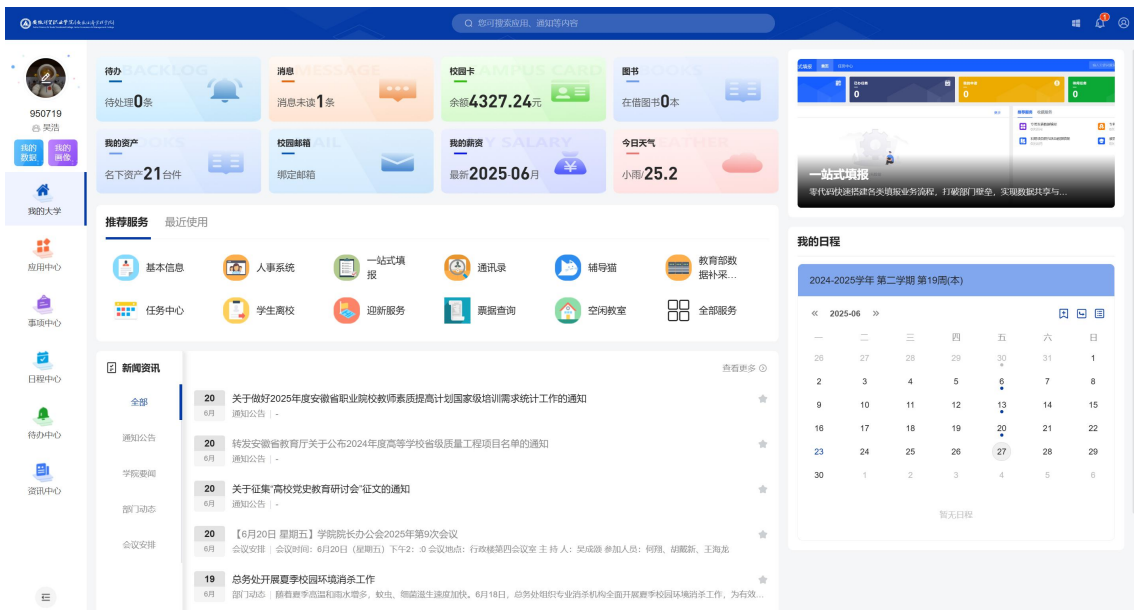 您可搜索应用、通知等内容
1
950719
吴浩
我的数据
我的画像
我的大学
应用中心
事项中心
日程中心
待办中心
资讯中心
待办
BACKLOG
待处理0条
消息
MESSAGE
消息未读1条
校园卡
CAMPUS CARD
余额4327.24元
图书
BOOKS
在借图书0本
我的资产
名下资产21台件
校园邮箱
绑定邮箱
我的薪资
MY SALARY
最新2025-06月
今日天气
WEATHER
小雨/25.2
推荐服务 最近使用
基本信息
人事系统
一站式填报
通讯录
辅导猫
教育部数据补采...
任务中心
学生离校
迎新服务
票据查询
空闲教室
全部服务
新闻资讯
查看更多
全部
通知公告
学院要闻
部门动态
会议安排
20 关于做好2025年度安徽省职业院校教师素质提高计划国家级培训需求统计工作的通知
6月 通知公告 | -
20 转发安徽省教育厅关于公布2024年度高等学校省级质量工程项目名单的通知
6月 通知公告 | -
20 关于征集“高校党史教育研讨会”征文的通知
6月 通知公告 | -
20 【6月20日 星期五】学院院长办公会2025年第9次会议
6月 会议安排 | 会议时间：6月20日（星期五）下午2：:0 会议地点：行政楼第四会议室 主 持 人：吴成颂 参加人员：何翔、胡戴新、王海龙
19 总务处开展夏季校园环境消杀工作
6月 部门动态 | 随着夏季高温和雨水增多，蚊虫、细菌滋生速度加快。6月18日，总务处组织专业消杀机构全面开展夏季校园环境消杀工作，为有效...
一站式填报
零代码快速搭建各类填报业务流程，打破部门壁垒，实现数据共享与...
我的日程
2024-2025学年 第二学期 第19周(本)
« 2025-06 »
一 二 三 四 五 六 日
26 27 28 29 30 31 1
2 3 4 5 6 7 8
9 10 11 12 13 14 15
16 17 18 19 20 21 22
23 24 25 26 27 28 29
30 1 2 3 4 5 6
暂无日程